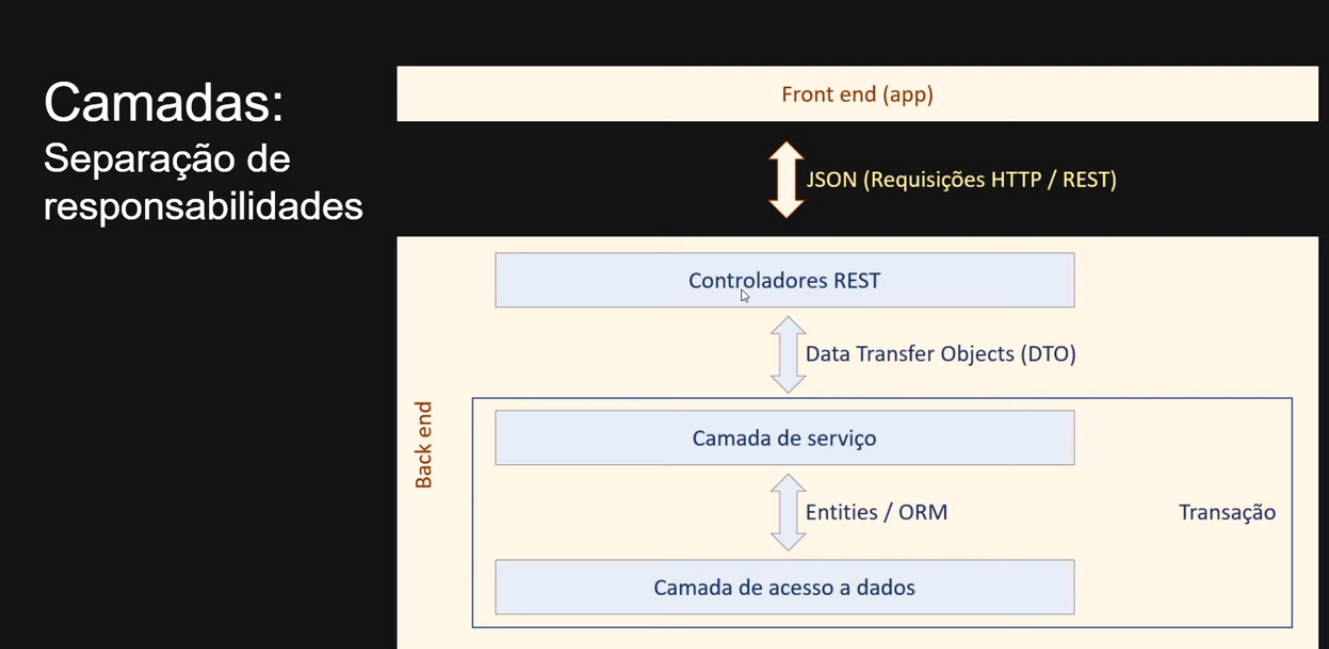 Camadas:
Separação de
responsabilidades
Front end (app)
JSON (Requisições HTTP / REST)
Controladores REST
Data Transfer Objects (DTO)
Back end
Camada de serviço
Entities / ORM
Transação
Camada de acesso a dados